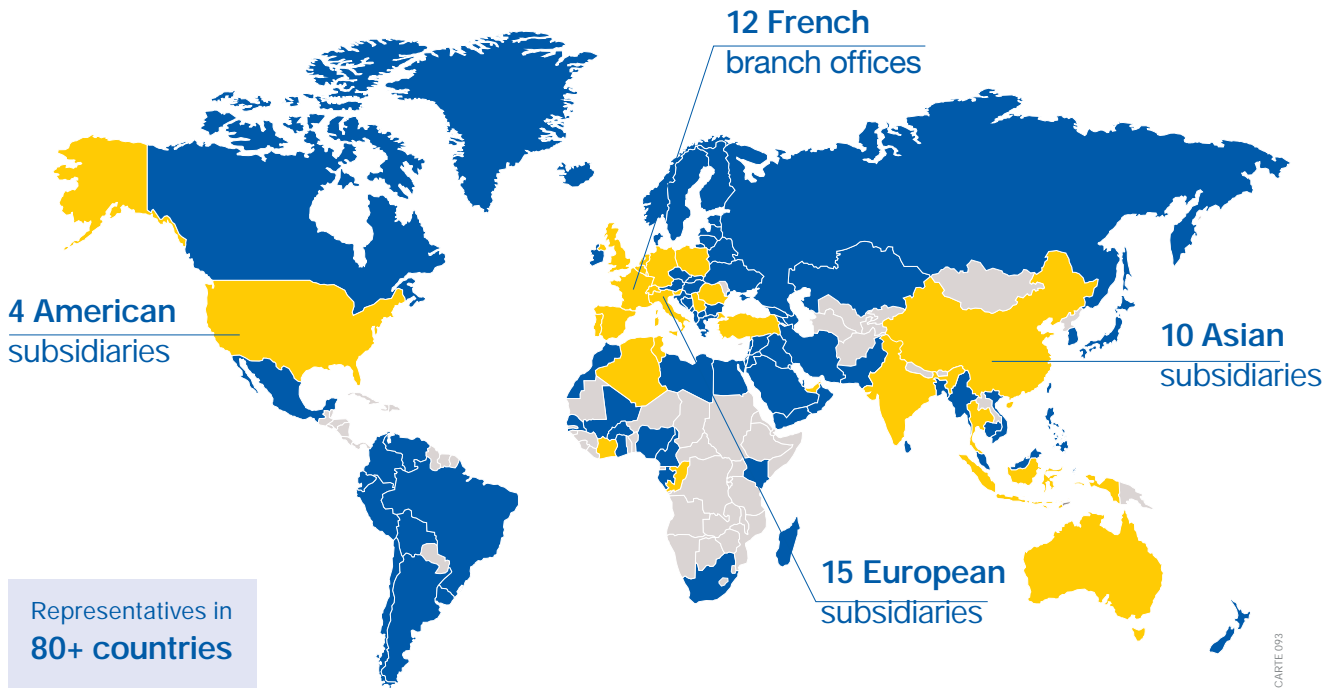 12 French
branch offices
4 American
subsidiaries
10 Asian
subsidiaries
15 European
subsidiaries
Representatives in
80+ countries
CARTE 093